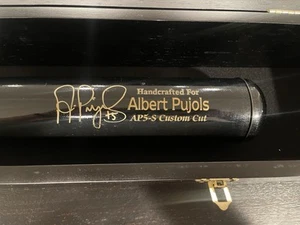 Handcrafted For
Albert Pujols
AP5-S Custom Cut